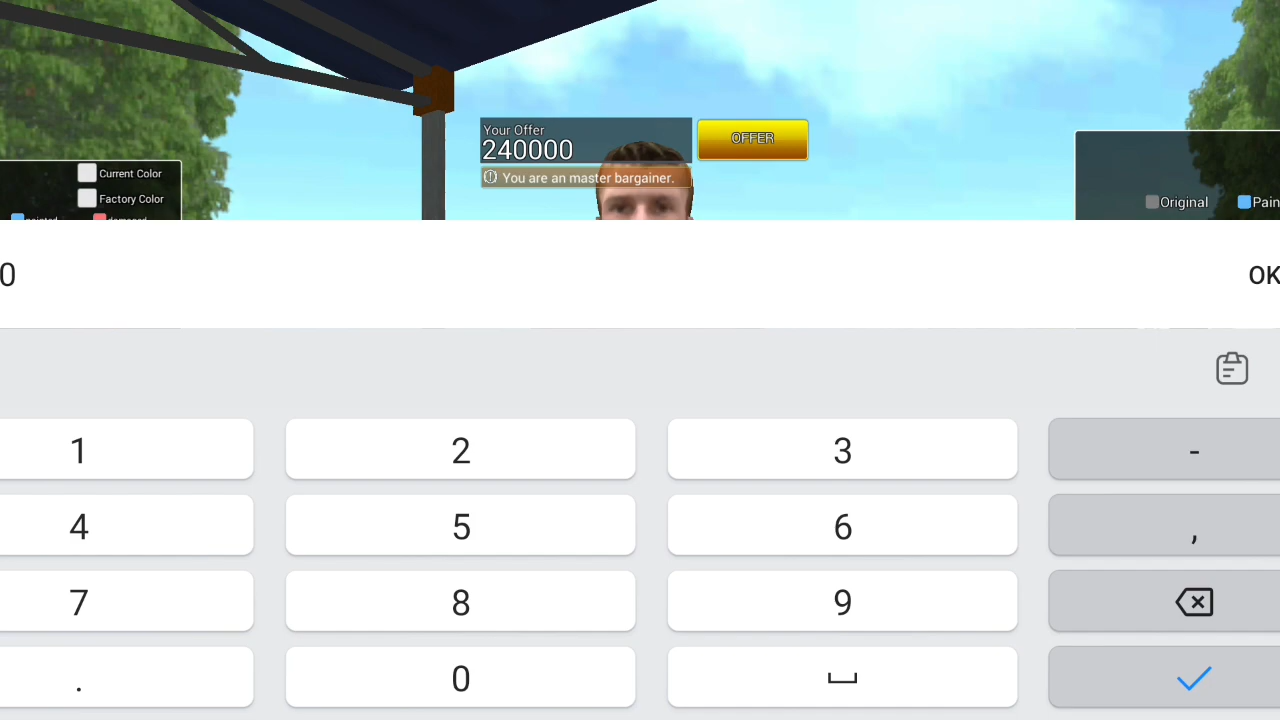 Your Offer
240000
OFFER
You are an master bargainer.
Current Color
Factory Color
Original
Pain
0
OK
1 2 3 -
4 5 6 ,
7 8 9
. 0